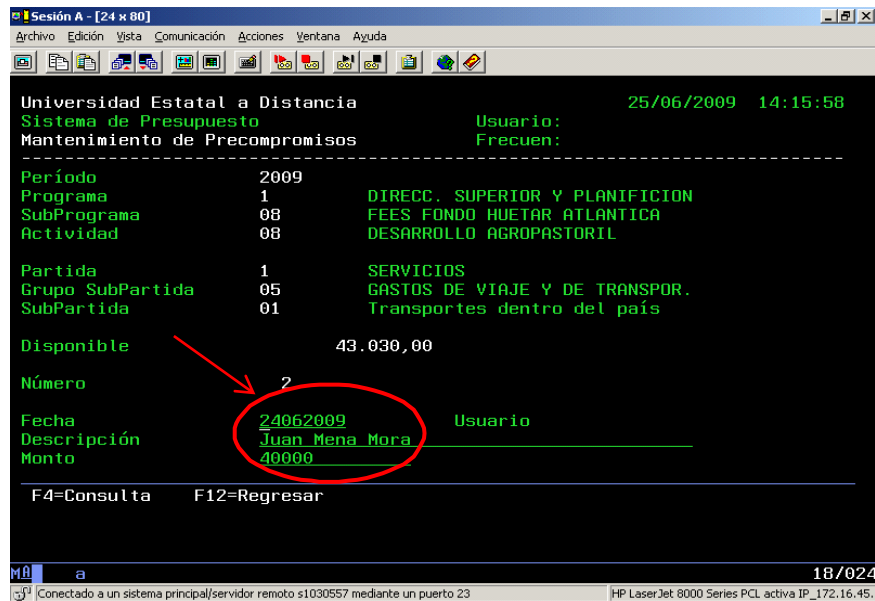 Sesión A - [24 x 80]
Archivo Edición Vista Comunicación Acciones Ventana Ayuda
Universidad Estatal a Distancia 25/06/2009 14:15:58
Sistema de Presupuesto Usuario:
Mantenimiento de Precompromisos Frecuen:
Período 2009
Programa 1 DIRECC. SUPERIOR Y PLANIFICION
SubPrograma 08 FEES FONDO HUETAR ATLANTICA
Actividad 08 DESARROLLO AGROPASTORIL
Partida 1 SERVICIOS
Grupo SubPartida 05 GASTOS DE VIAJE Y DE TRANSPOR.
SubPartida 01 Transportes dentro del país
Disponible 43.030,00
Número 2
Fecha 24062009 Usuario
Descripción Juan Mena Mora
Monto 40000
F4=Consulta F12=Regresar
MA a 18/024
Conectado a un sistema principal/servidor remoto s1030557 mediante un puerto 23 HP LaserJet 8000 Series PCL activa IP_172.16.45.